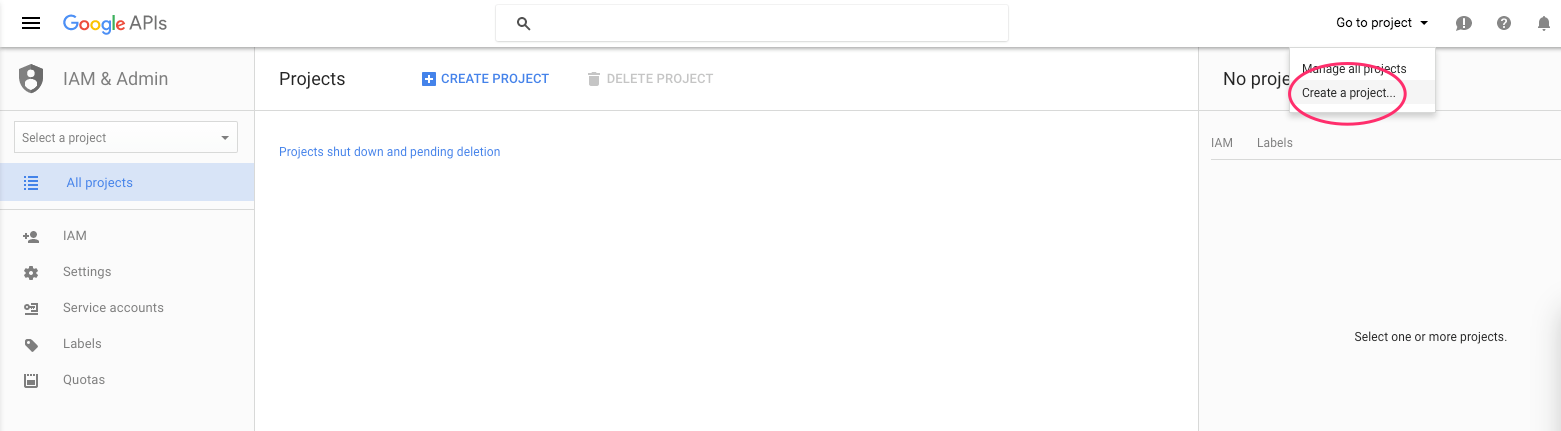 Google APIs
Go to project
IAM & Admin
Select a project
All projects
IAM
Settings
Service accounts
Labels
Quotas
Projects
CREATE PROJECT
DELETE PROJECT
Projects shut down and pending deletion
Manage all projects
Create a project...
No proje
IAM Labels
Select one or more projects.